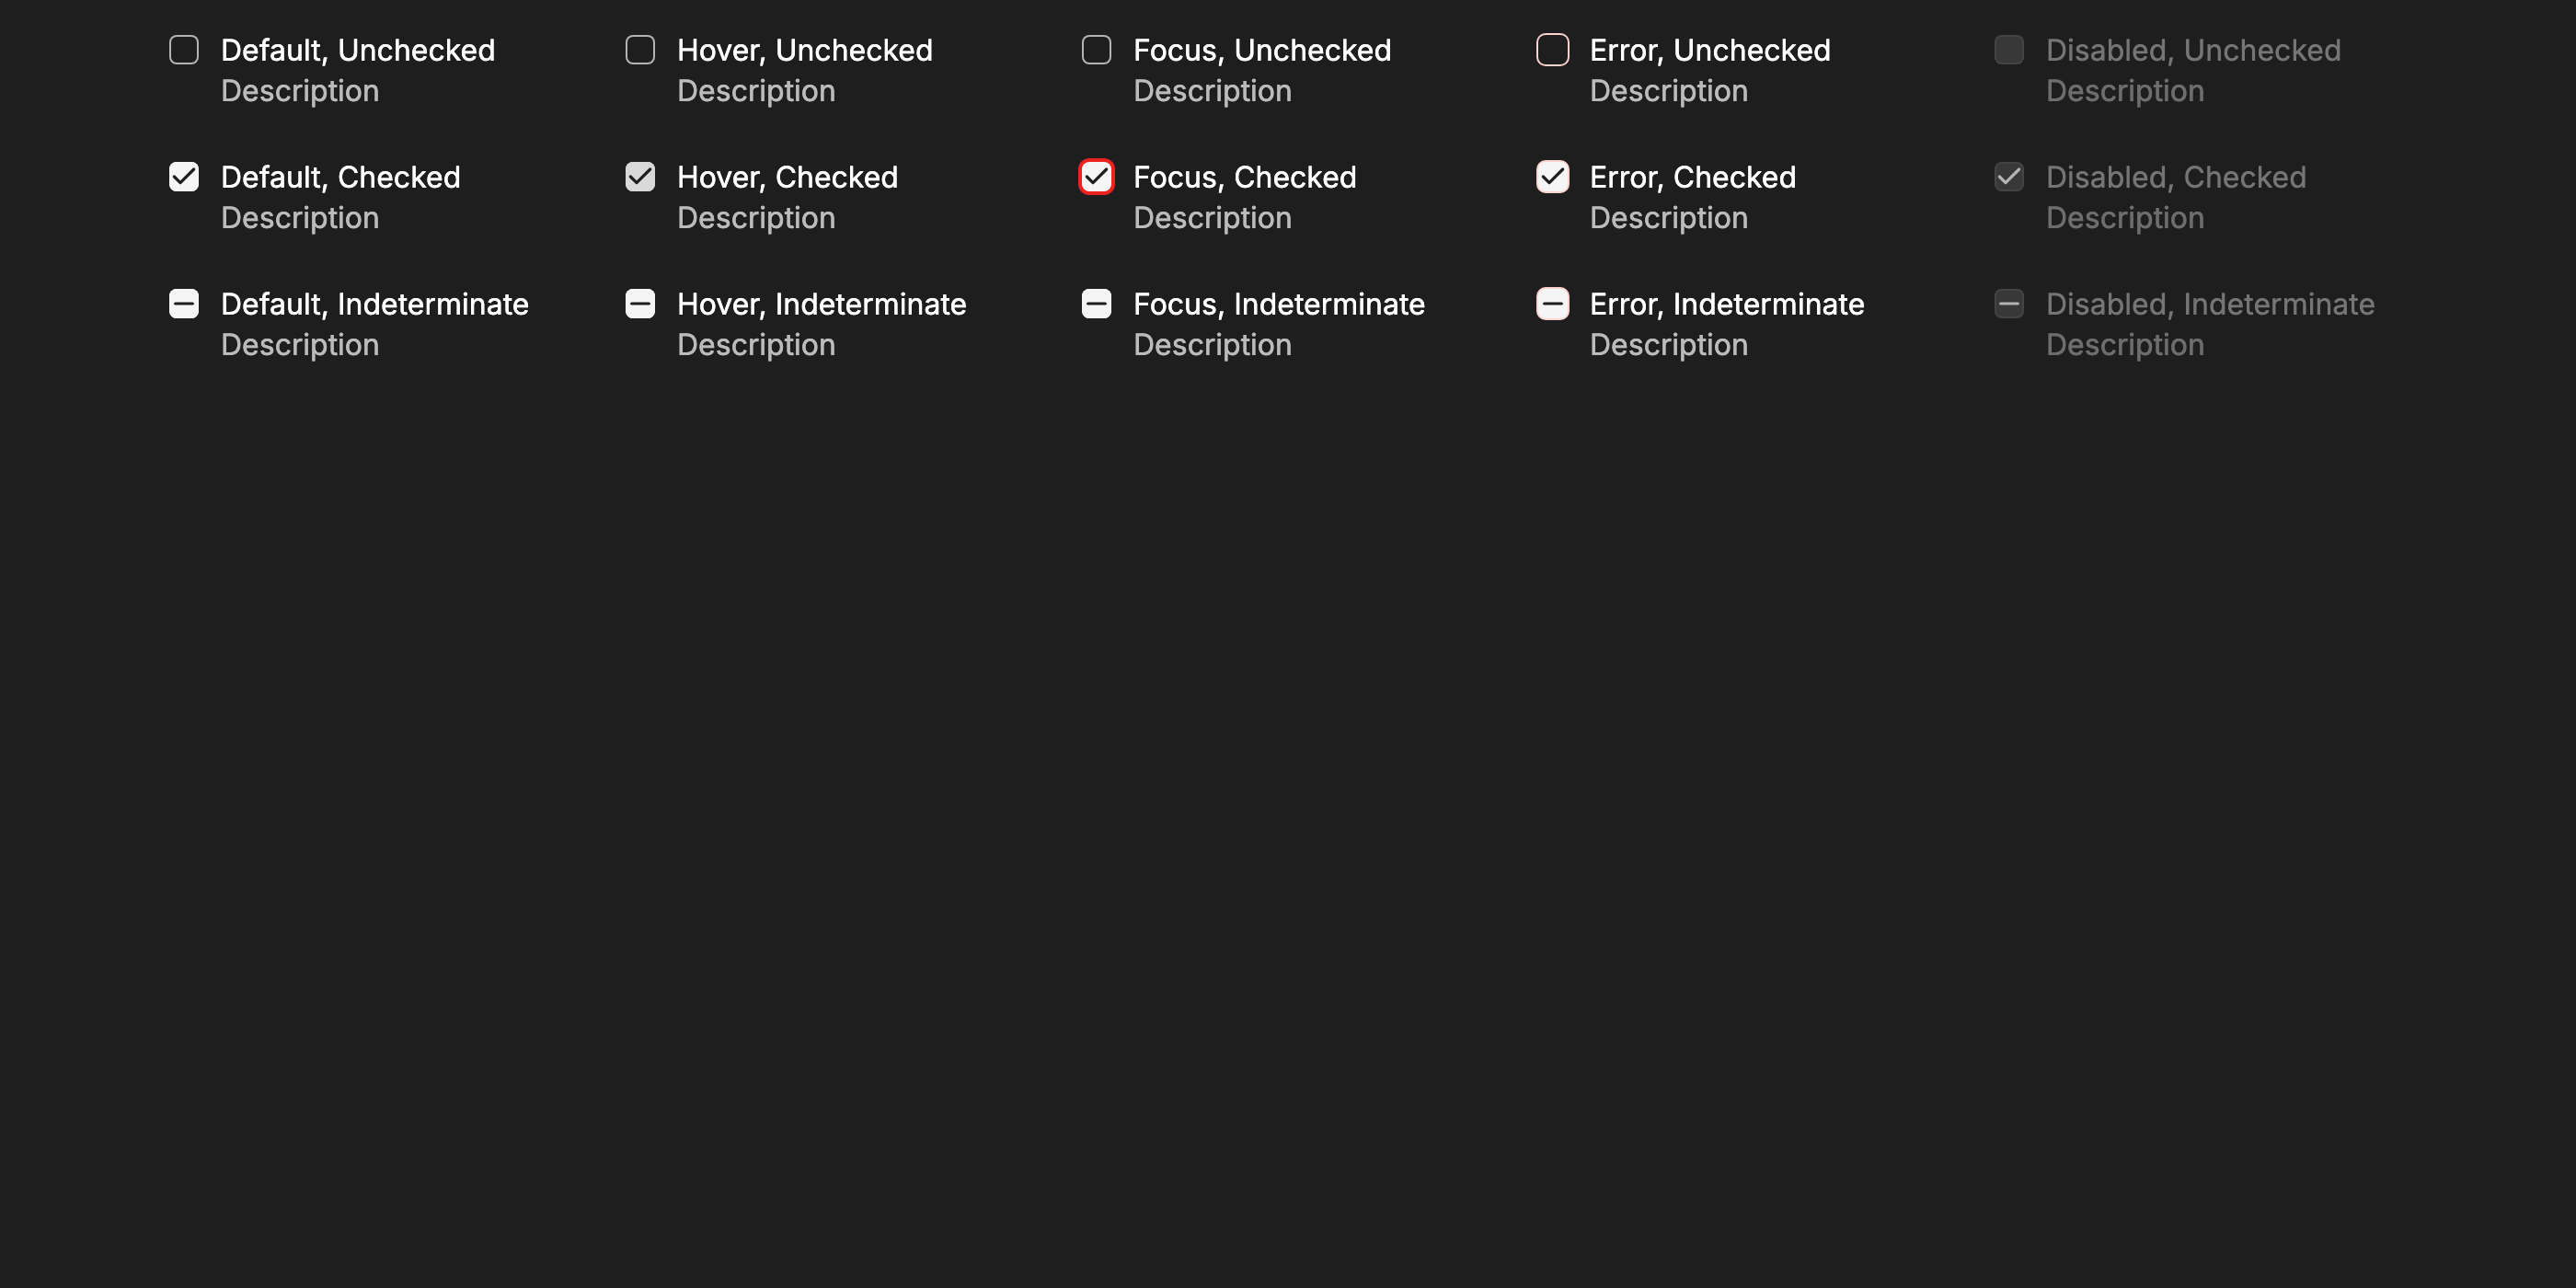 Default, Unchecked
Description
Hover, Unchecked
Description
Focus, Unchecked
Description
Error, Unchecked
Description
Disabled, Unchecked
Description
Default, Checked
Description
Hover, Checked
Description
Focus, Checked
Description
Error, Checked
Description
Disabled, Checked
Description
Default, Indeterminate
Description
Hover, Indeterminate
Description
Focus, Indeterminate
Description
Error, Indeterminate
Description
Disabled, Indeterminate
Description